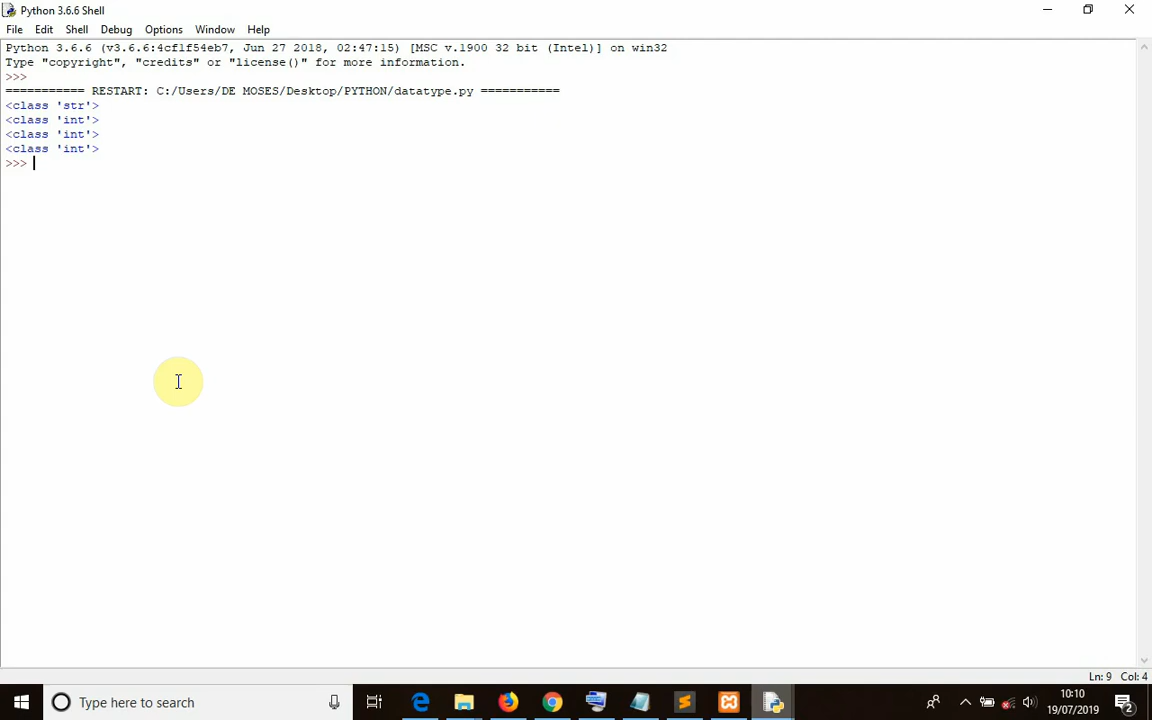 Python 3.6.6 Shell
File Edit Shell Debug Options Window Help
Python 3.6.6 (v3.6.6:4cf1f54eb7, Jun 27 2018, 02:47:15) [MSC v.1900 32 bit (Intel)] on win32
Type "copyright", "credits" or "license()" for more information.
>>>
=========== RESTART: C:/Users/DE MOSES/Desktop/PYTHON/datatype.py ===========
<class 'str'>
<class 'int'>
<class 'int'>
<class 'int'>
>>>
Ln: 9 Col: 4
Type here to search
10:10
19/07/2019
2